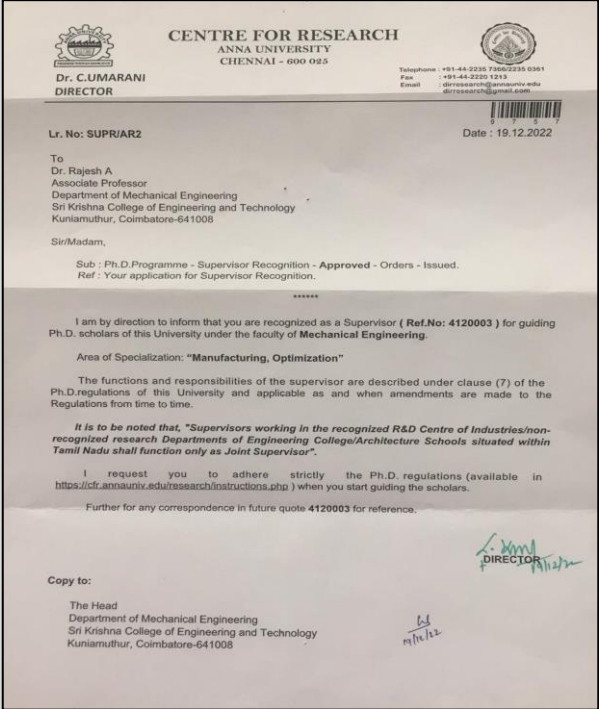 CENTRE FOR RESEARCH
ANNA UNIVERSITY
CHENNAI - 600 025
Dr. C.UMARANI
DIRECTOR
Telephone : +91-44-2235 7366/2235 0361
Fax : +91-44-2220 1213
Email : dirresearch@annauniv.edu
dirresearch@gmail.com
9 7 5 7
Lr. No: SUPR/AR2
Date : 19.12.2022
To
Dr. Rajesh A
Associate Professor
Department of Mechanical Engineering
Sri Krishna College of Engineering and Technology
Kuniamuthur, Coimbatore-641008
Sir/Madam,
Sub : Ph.D.Programme - Supervisor Recognition - Approved - Orders - Issued.
Ref : Your application for Supervisor Recognition.
******
I am by direction to inform that you are recognized as a Supervisor ( Ref.No: 4120003 ) for guiding
Ph.D. scholars of this University under the faculty of Mechanical Engineering.
Area of Specialization: “Manufacturing, Optimization”
The functions and responsibilities of the supervisor are described under clause (7) of the
Ph.D.regulations of this University and applicable as and when amendments are made to the
Regulations from time to time.
It is to be noted that, "Supervisors working in the recognized R&D Centre of Industries/non-
recognized research Departments of Engineering College/Architecture Schools situated within
Tamil Nadu shall function only as Joint Supervisor".
I request you to adhere strictly the Ph.D. regulations (available in
https://cfr.annauniv.edu/research/instructions.php ) when you start guiding the scholars.
Further for any correspondence in future quote 4120003 for reference.
DIRECTOR
19/12/22
Copy to:
The Head
Department of Mechanical Engineering
Sri Krishna College of Engineering and Technology
Kuniamuthur, Coimbatore-641008
19/12/22